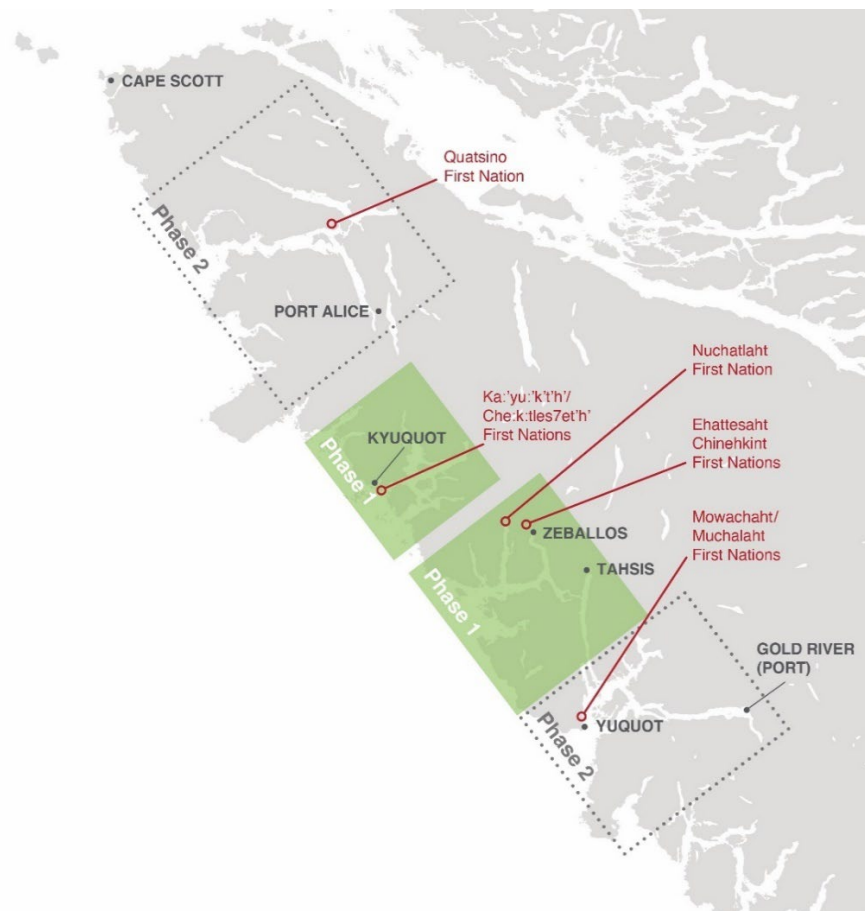 CAPE SCOTT
Quatsino
First Nation
Phase 2
PORT ALICE
Nuchatlaht
First Nation
Ka:'yu:'k't'h'/
Che:k:tles7et'h'
First Nations
KYUQUOT
Phase 1
Ehattesaht
Chinehkint
First Nations
ZEBALLOS
Mowachaht/
Muchalaht
First Nations
TAHSIS
Phase 1
GOLD RIVER
(PORT)
YUQUOT
Phase 2